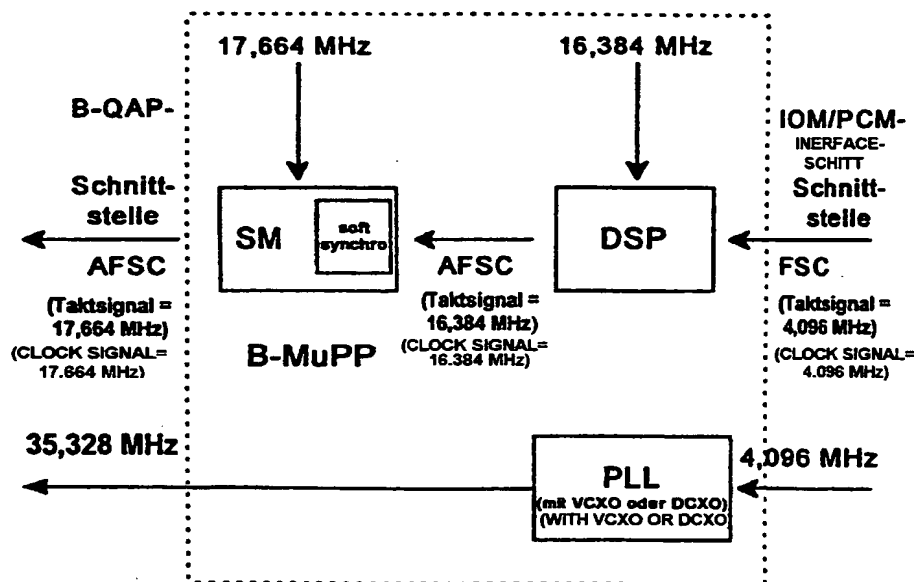 17,664 MHz
16,384 MHz
B-QAP-
Schnitt-
stelle
AFSC
(Taktsignal =
17,664 MHz)
(CLOCK SIGNAL=
17.664 MHz)
SM
soft
synchro
B-MuPP
AFSC
(Taktsignal =
16,384 MHz)
(CLOCK SIGNAL=
16.384 MHz)
DSP
IOM/PCM-
INERFACE-
SCHITT
Schnitt-
stelle
FSC
(Taktsignal =
4,096 MHz)
(CLOCK SIGNAL=
4.096 MHz)
35,328 MHz
PLL
(mit VCXO oder DCXO)
(WITH VCXO OR DCXO
4,096 MHz